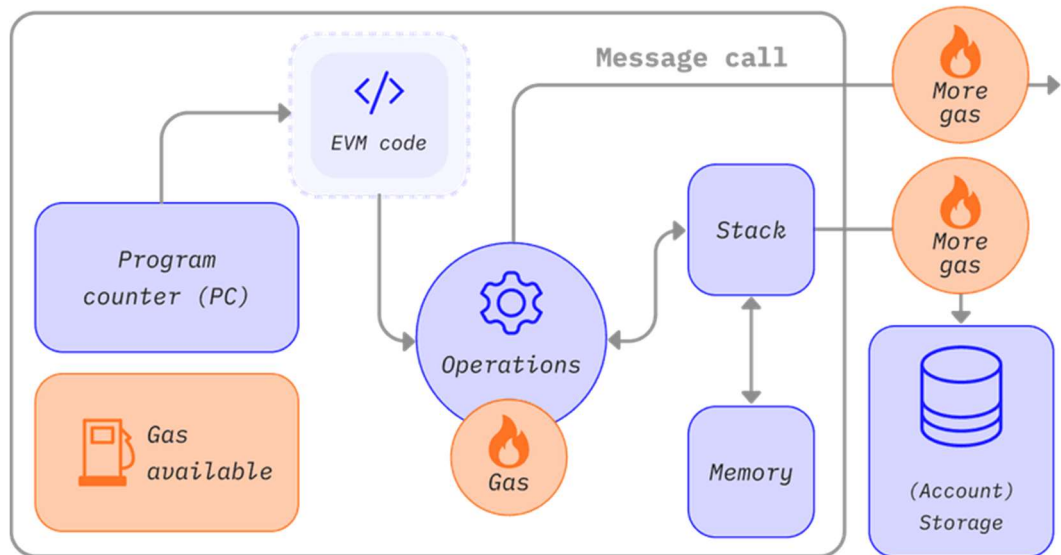 Message call
More
gas
</>
EVM code
Program
counter (PC)
Stack
More
gas
Operations
Gas
available
Gas
Memory
(Account)
Storage